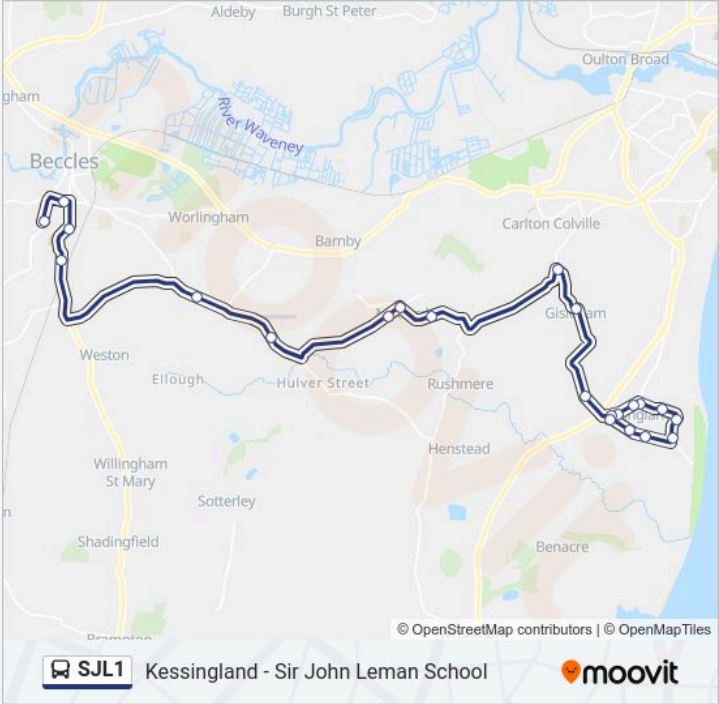 Aldeby
Burgh St Peter
Oulton Broad
gham
River Waveney
Beccles
Worlingham
Carlton Colville
Barnby
Weston
Ellough
Hulver Street
Rushmere
Henstead
Willingham
St Mary
Sotterley
Shadingfield
Benacre
Brampton
© OpenStreetMap contributors | © OpenMapTiles
SJL1
Kessingland - Sir John Leman School
moovit